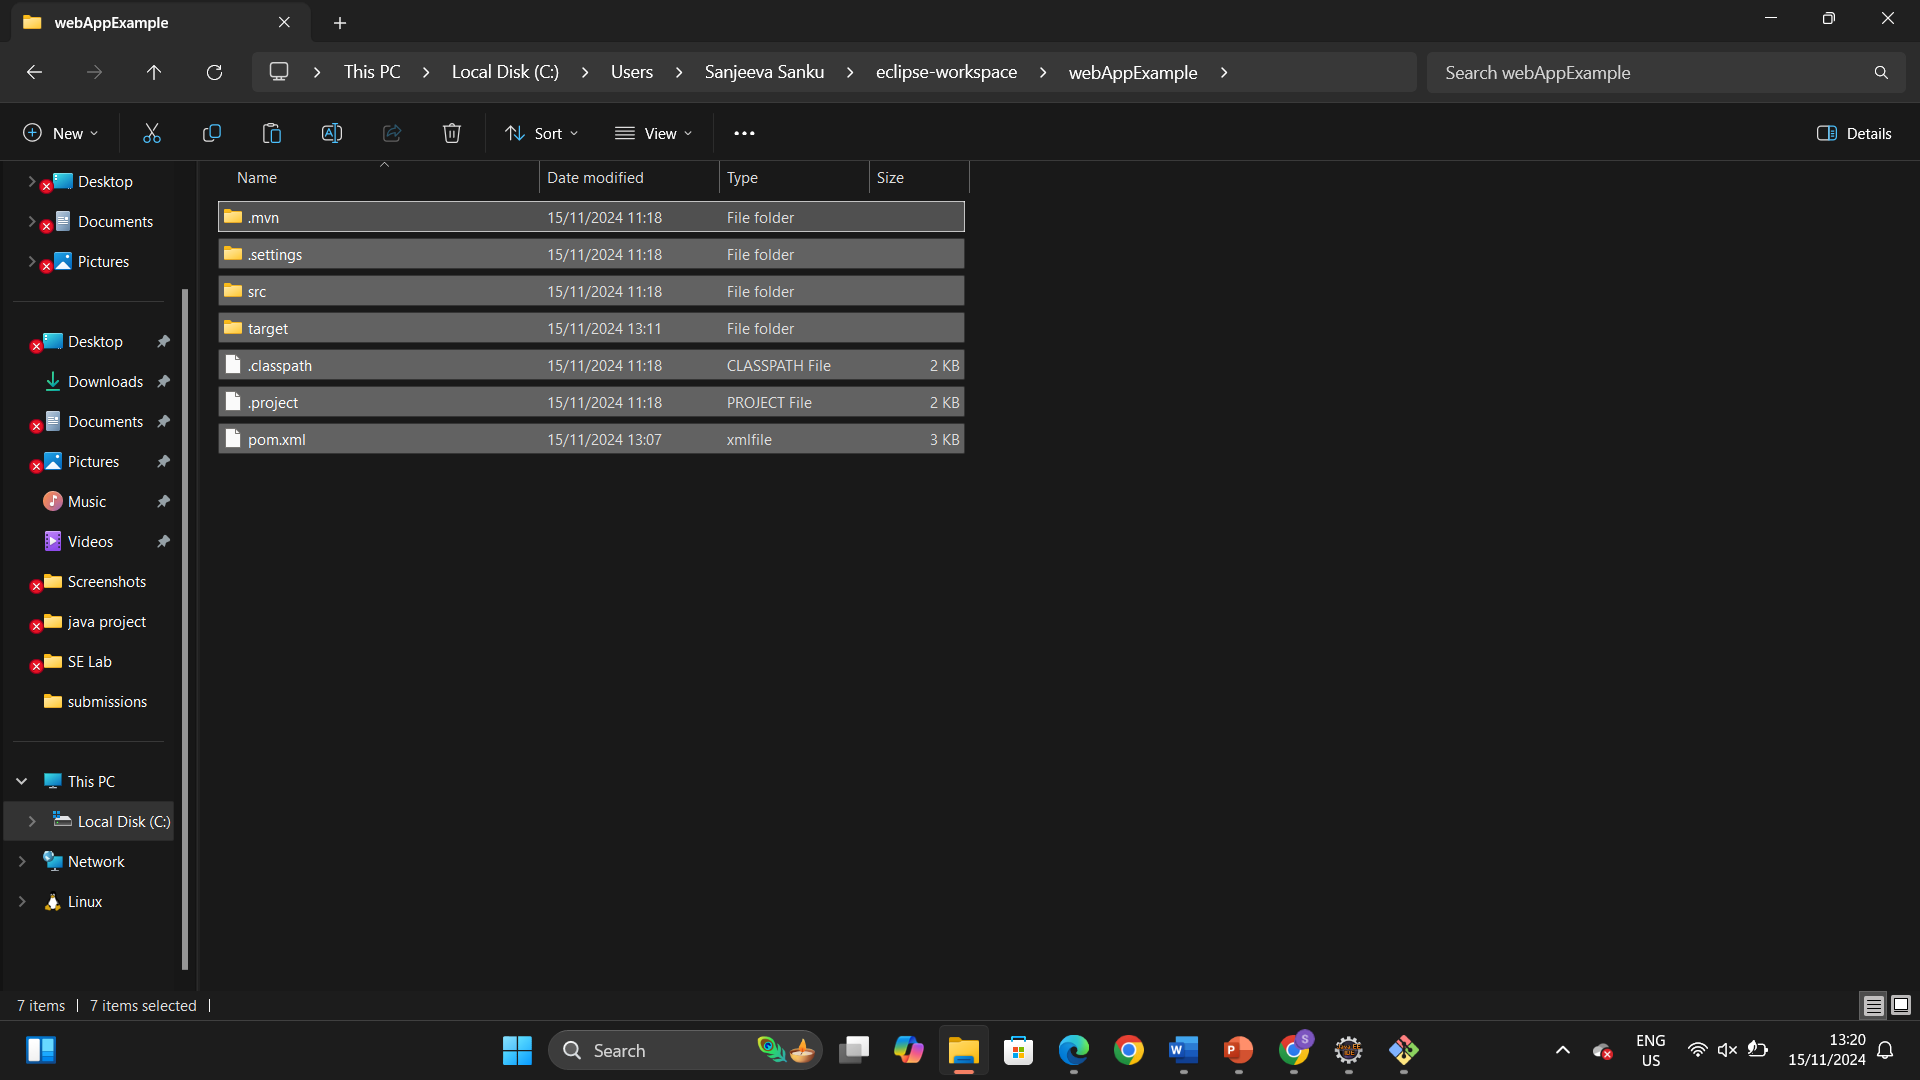 webAppExample
This PC
Local Disk (C:)
Users
Sanjeeva Sanku
eclipse-workspace
webAppExample
Search webAppExample
New
Sort
View
Details
Desktop
Documents
Pictures
Desktop
Downloads
Documents
Pictures
Music
Videos
Screenshots
java project
SE Lab
submissions
This PC
Local Disk (C:)
Network
Linux
Name Date modified Type Size
.mvn 15/11/2024 11:18 File folder
.settings 15/11/2024 11:18 File folder
src 15/11/2024 11:18 File folder
target 15/11/2024 13:11 File folder
.classpath 15/11/2024 11:18 CLASSPATH File 2 KB
.project 15/11/2024 11:18 PROJECT File 2 KB
pom.xml 15/11/2024 13:07 xmlfile 3 KB
7 items 7 items selected
Search
W
P
S
ENG
US
13:20
15/11/2024